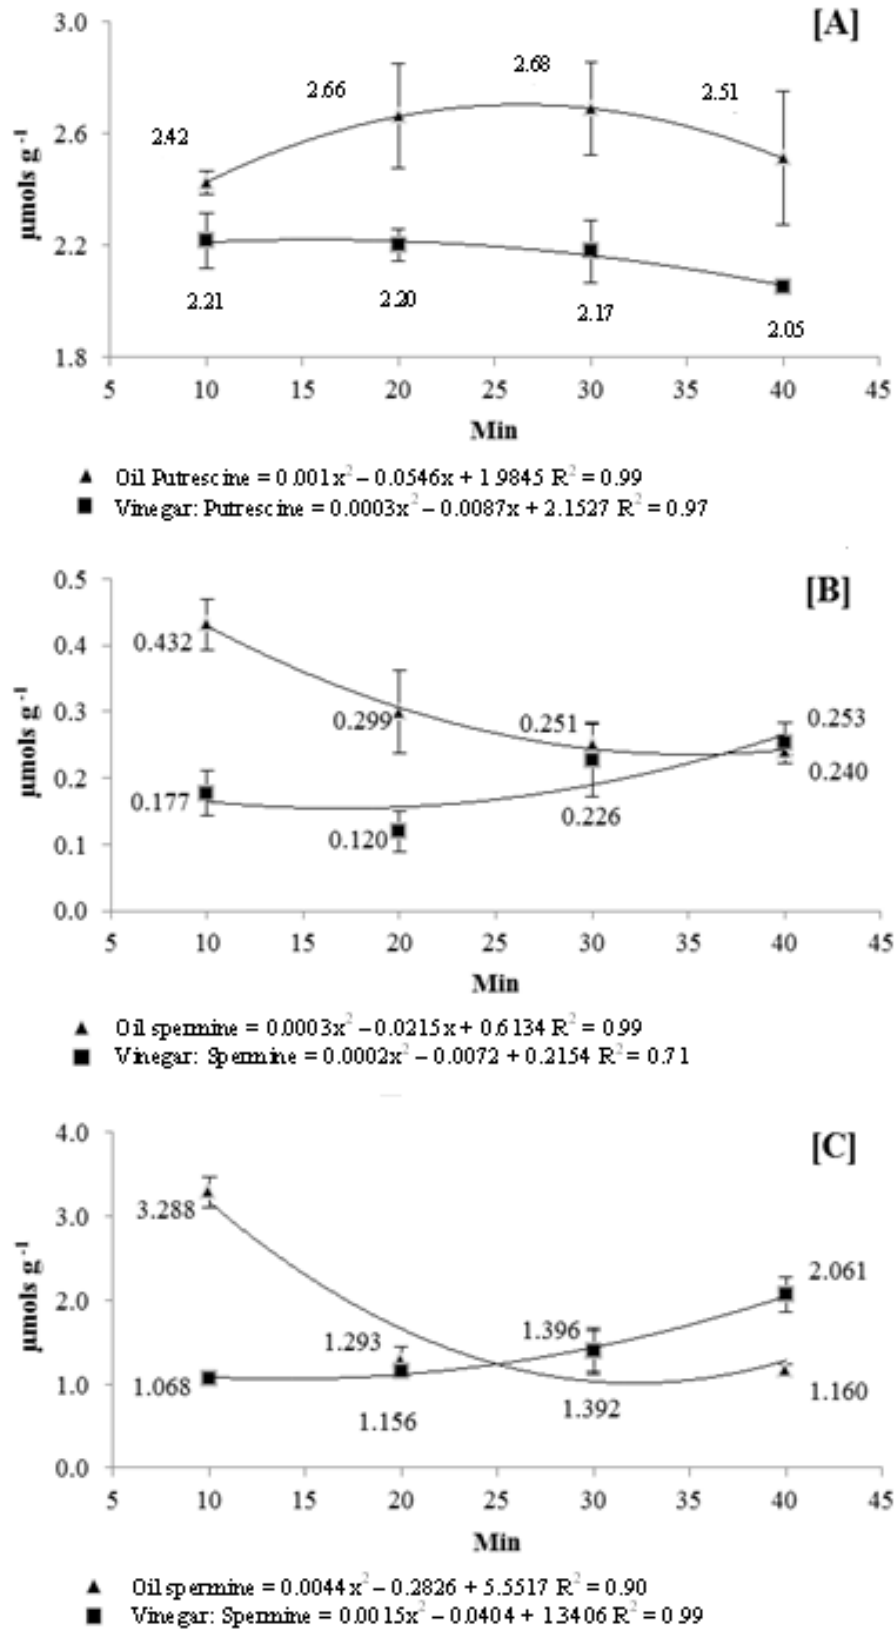 [A]
3.0
2.6
2.2
1.8
µmols g⁻¹
2.42
2.66
2.68
2.51
2.21
2.20
2.17
2.05
5 10 15 20 25 30 35 40 45
Min
▲ Oil Putrescine = 0.001x² – 0.0546x + 1.9845 R² = 0.99
■ Vinegar: Putrescine = 0.0003x² – 0.0087x + 2.1527 R² = 0.97
[B]
0.5
0.4
0.3
0.2
0.1
0.0
µmols g⁻¹
0.432
0.299
0.251
0.253
0.240
0.177
0.120
0.226
5 10 15 20 25 30 35 40 45
Min
▲ Oil spermine = 0.0003x² – 0.0215x + 0.6134 R² = 0.99
■ Vinegar: Spermine = 0.0002x² – 0.0072 + 0.2154 R² = 0.71
[C]
4.0
3.0
2.0
1.0
0.0
µmols g⁻¹
3.288
1.293
1.396
2.061
1.068
1.156
1.392
1.160
5 10 15 20 25 30 35 40 45
Min
▲ Oil spermine = 0.0044x² – 0.2826 + 5.5517 R² = 0.90
■ Vinegar: Spermine = 0.0015x² – 0.0404 + 13406 R² = 0.99